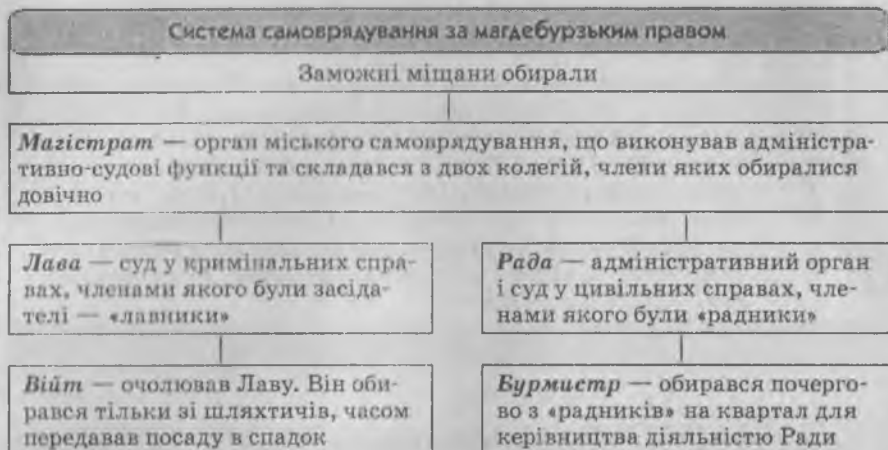 Система самоврядування за магдебурзьким правом
Заможні міщани обирали
Магістрат — орган міського самоврядування, що виконував адміністра-
тивно-судові функції та складався з двох колегій, члени яких обиралися
довічно
Лава — суд у кримінальних спра-
вах, членами якого були засіда-
телі — «лавники»
Рада — адміністративний орган
і суд у цивільних справах, чле-
нами якого були «радники»
Війт — очолював Лаву. Він оби-
рався тільки зі шляхтичів, часом
передавав посаду в спадок
Бурмистр — обирався почерго-
во з «радників» на квартал для
керівництва діяльністю Ради